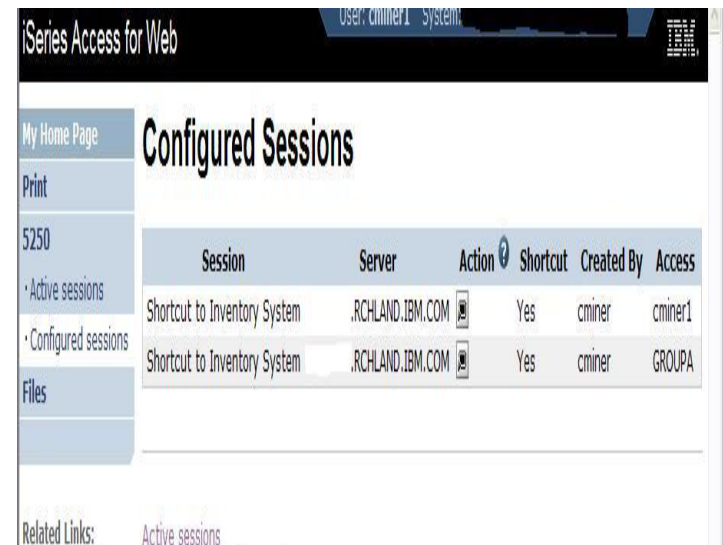 iSeries Access for Web
User: cminer1 System:
IBM.
My Home Page
Print
5250
· Active sessions
· Configured sessions
Files
Configured Sessions
Session Server Action ? Shortcut Created By Access
Shortcut to Inventory System .RCHLAND.IBM.COM Yes cminer cminer1
Shortcut to Inventory System .RCHLAND.IBM.COM Yes cminer GROUPA
Related Links:
Active sessions